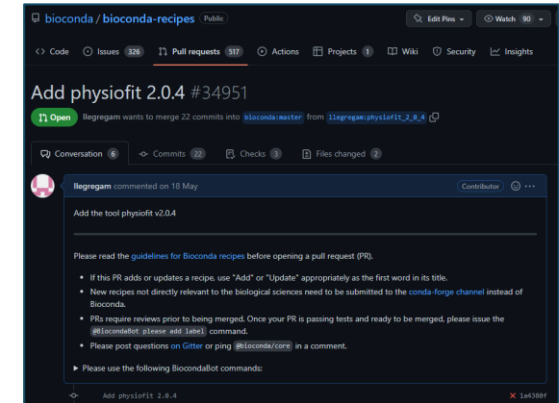 bioconda / bioconda-recipes Public
Edit Pins Watch 90
Code Issues 326 Pull requests 517 Actions Projects 1 Wiki Security Insights
Add physiofit 2.0.4 #34951
Open llegregam wants to merge 22 commits into bioconda:master from llegregam:physiofit_2_0_4
Conversation 6 Commits 22 Checks 3 Files changed 2
llegregam commented on 18 May Contributor
Add the tool physiofit v2.0.4
Please read the guidelines for Bioconda recipes before opening a pull request (PR).
• If this PR adds or updates a recipe, use "Add" or "Update" appropriately as the first word in its title.
• New recipes not directly relevant to the biological sciences need to be submitted to the conda-forge channel instead of
Bioconda.
• PRs require reviews prior to being merged. Once your PR is passing tests and ready to be merged, please issue the
@BiocondaBot please add label command.
• Please post questions on Gitter or ping @bioconda/core in a comment.
▶ Please use the following BiocondaBot commands:
Add physiofit 2.0.4 1a4380f